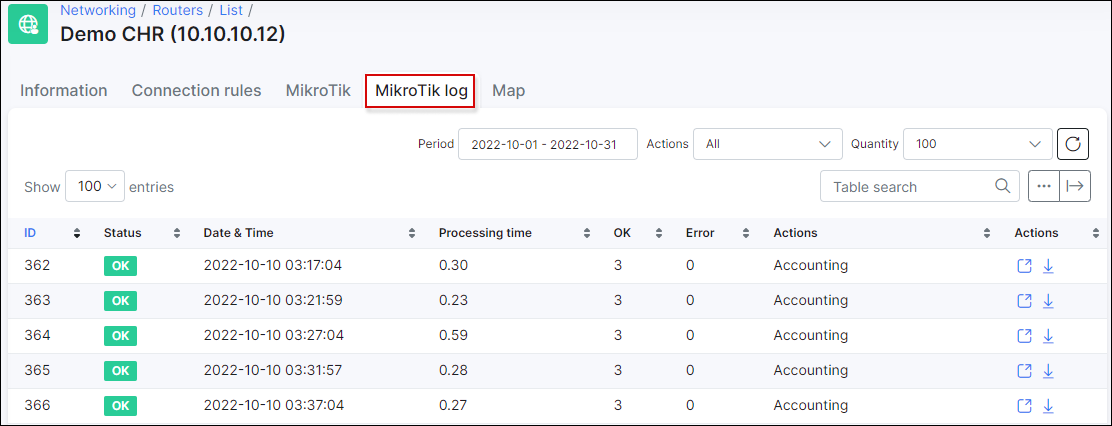 Networking / Routers / List /
Demo CHR (10.10.10.12)
Information Connection rules MikroTik MikroTik log Map
Period 2022-10-01 - 2022-10-31 Actions All Quantity 100
Show 100 entries Table search
ID Status Date & Time Processing time OK Error Actions Actions
362 OK 2022-10-10 03:17:04 0.30 3 0 Accounting
363 OK 2022-10-10 03:21:59 0.23 3 0 Accounting
364 OK 2022-10-10 03:27:04 0.59 3 0 Accounting
365 OK 2022-10-10 03:31:57 0.28 3 0 Accounting
366 OK 2022-10-10 03:37:04 0.27 3 0 Accounting